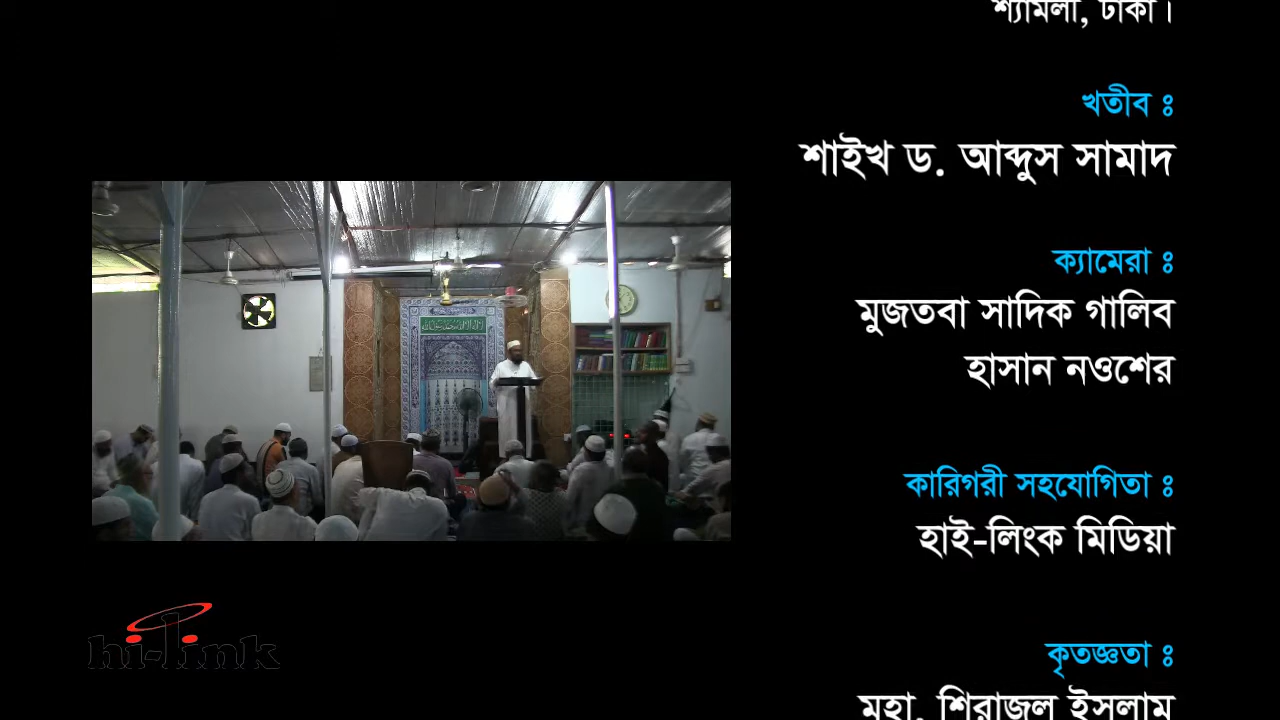 শ্যামলী, ঢাকা।
খতীব ঃ
শাইখ ড. আব্দুস সামাদ
ক্যামেরা ঃ
মুজতবা সাদিক গালিব
হাসান নওশের
কারিগরী সহযোগিতা ঃ
হাই-লিংক মিডিয়া
hi-link
কৃতজ্ঞতা ঃ
মুহা. শিরাজুল ইসলাম